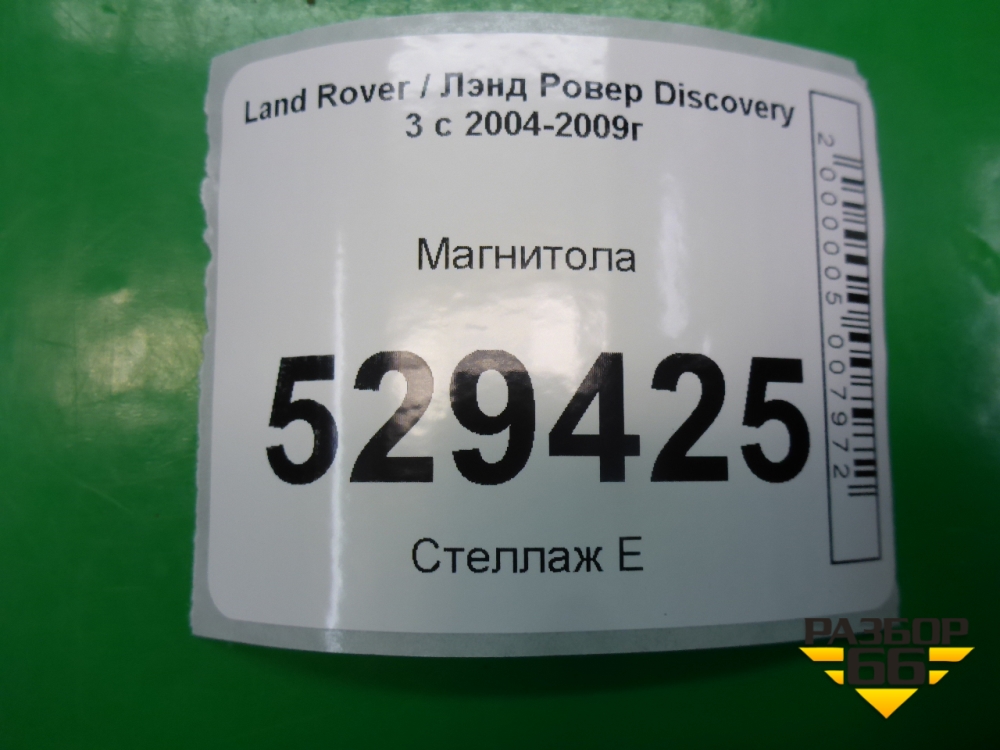 Land Rover / Лэнд Ровер Discovery
3 с 2004-2009г
Магнитола
529425
Стеллаж Е
2000005007972
РАЗБОР
66